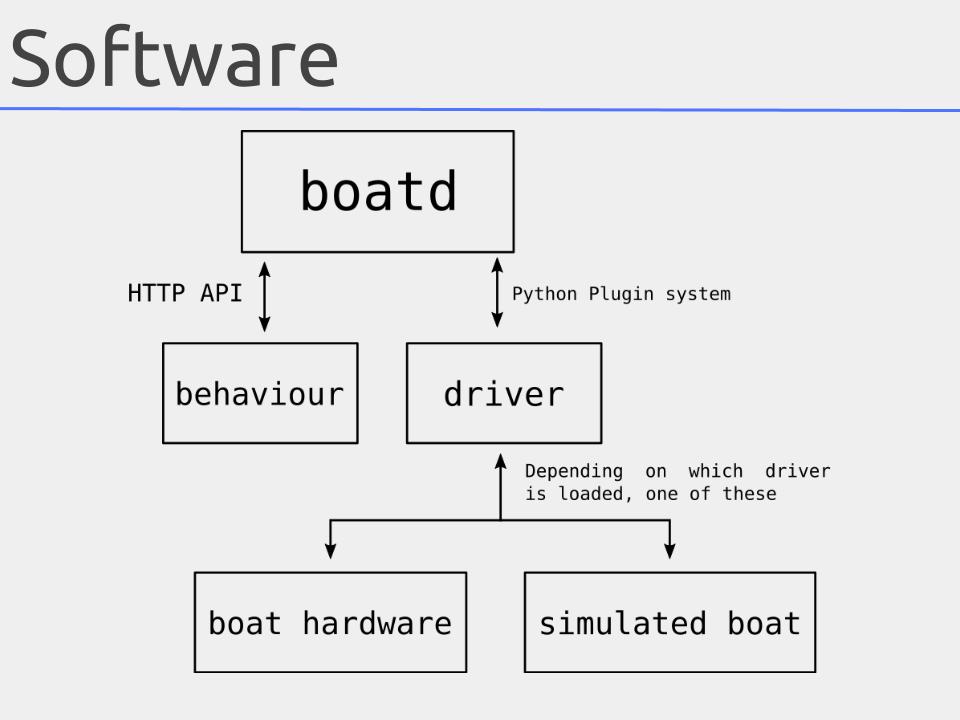 Software
boatd
HTTP API
Python Plugin system
behaviour
driver
Depending on which driver
is loaded, one of these
boat hardware
simulated boat